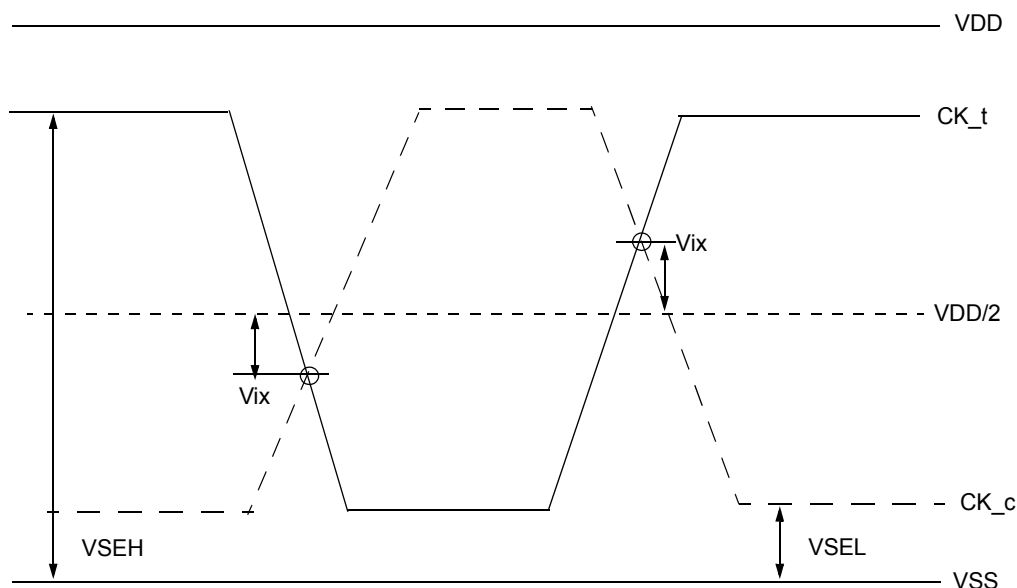 VDD
CK_t
Vix
VDD/2
Vix
CK_c
VSEH
VSEL
VSS